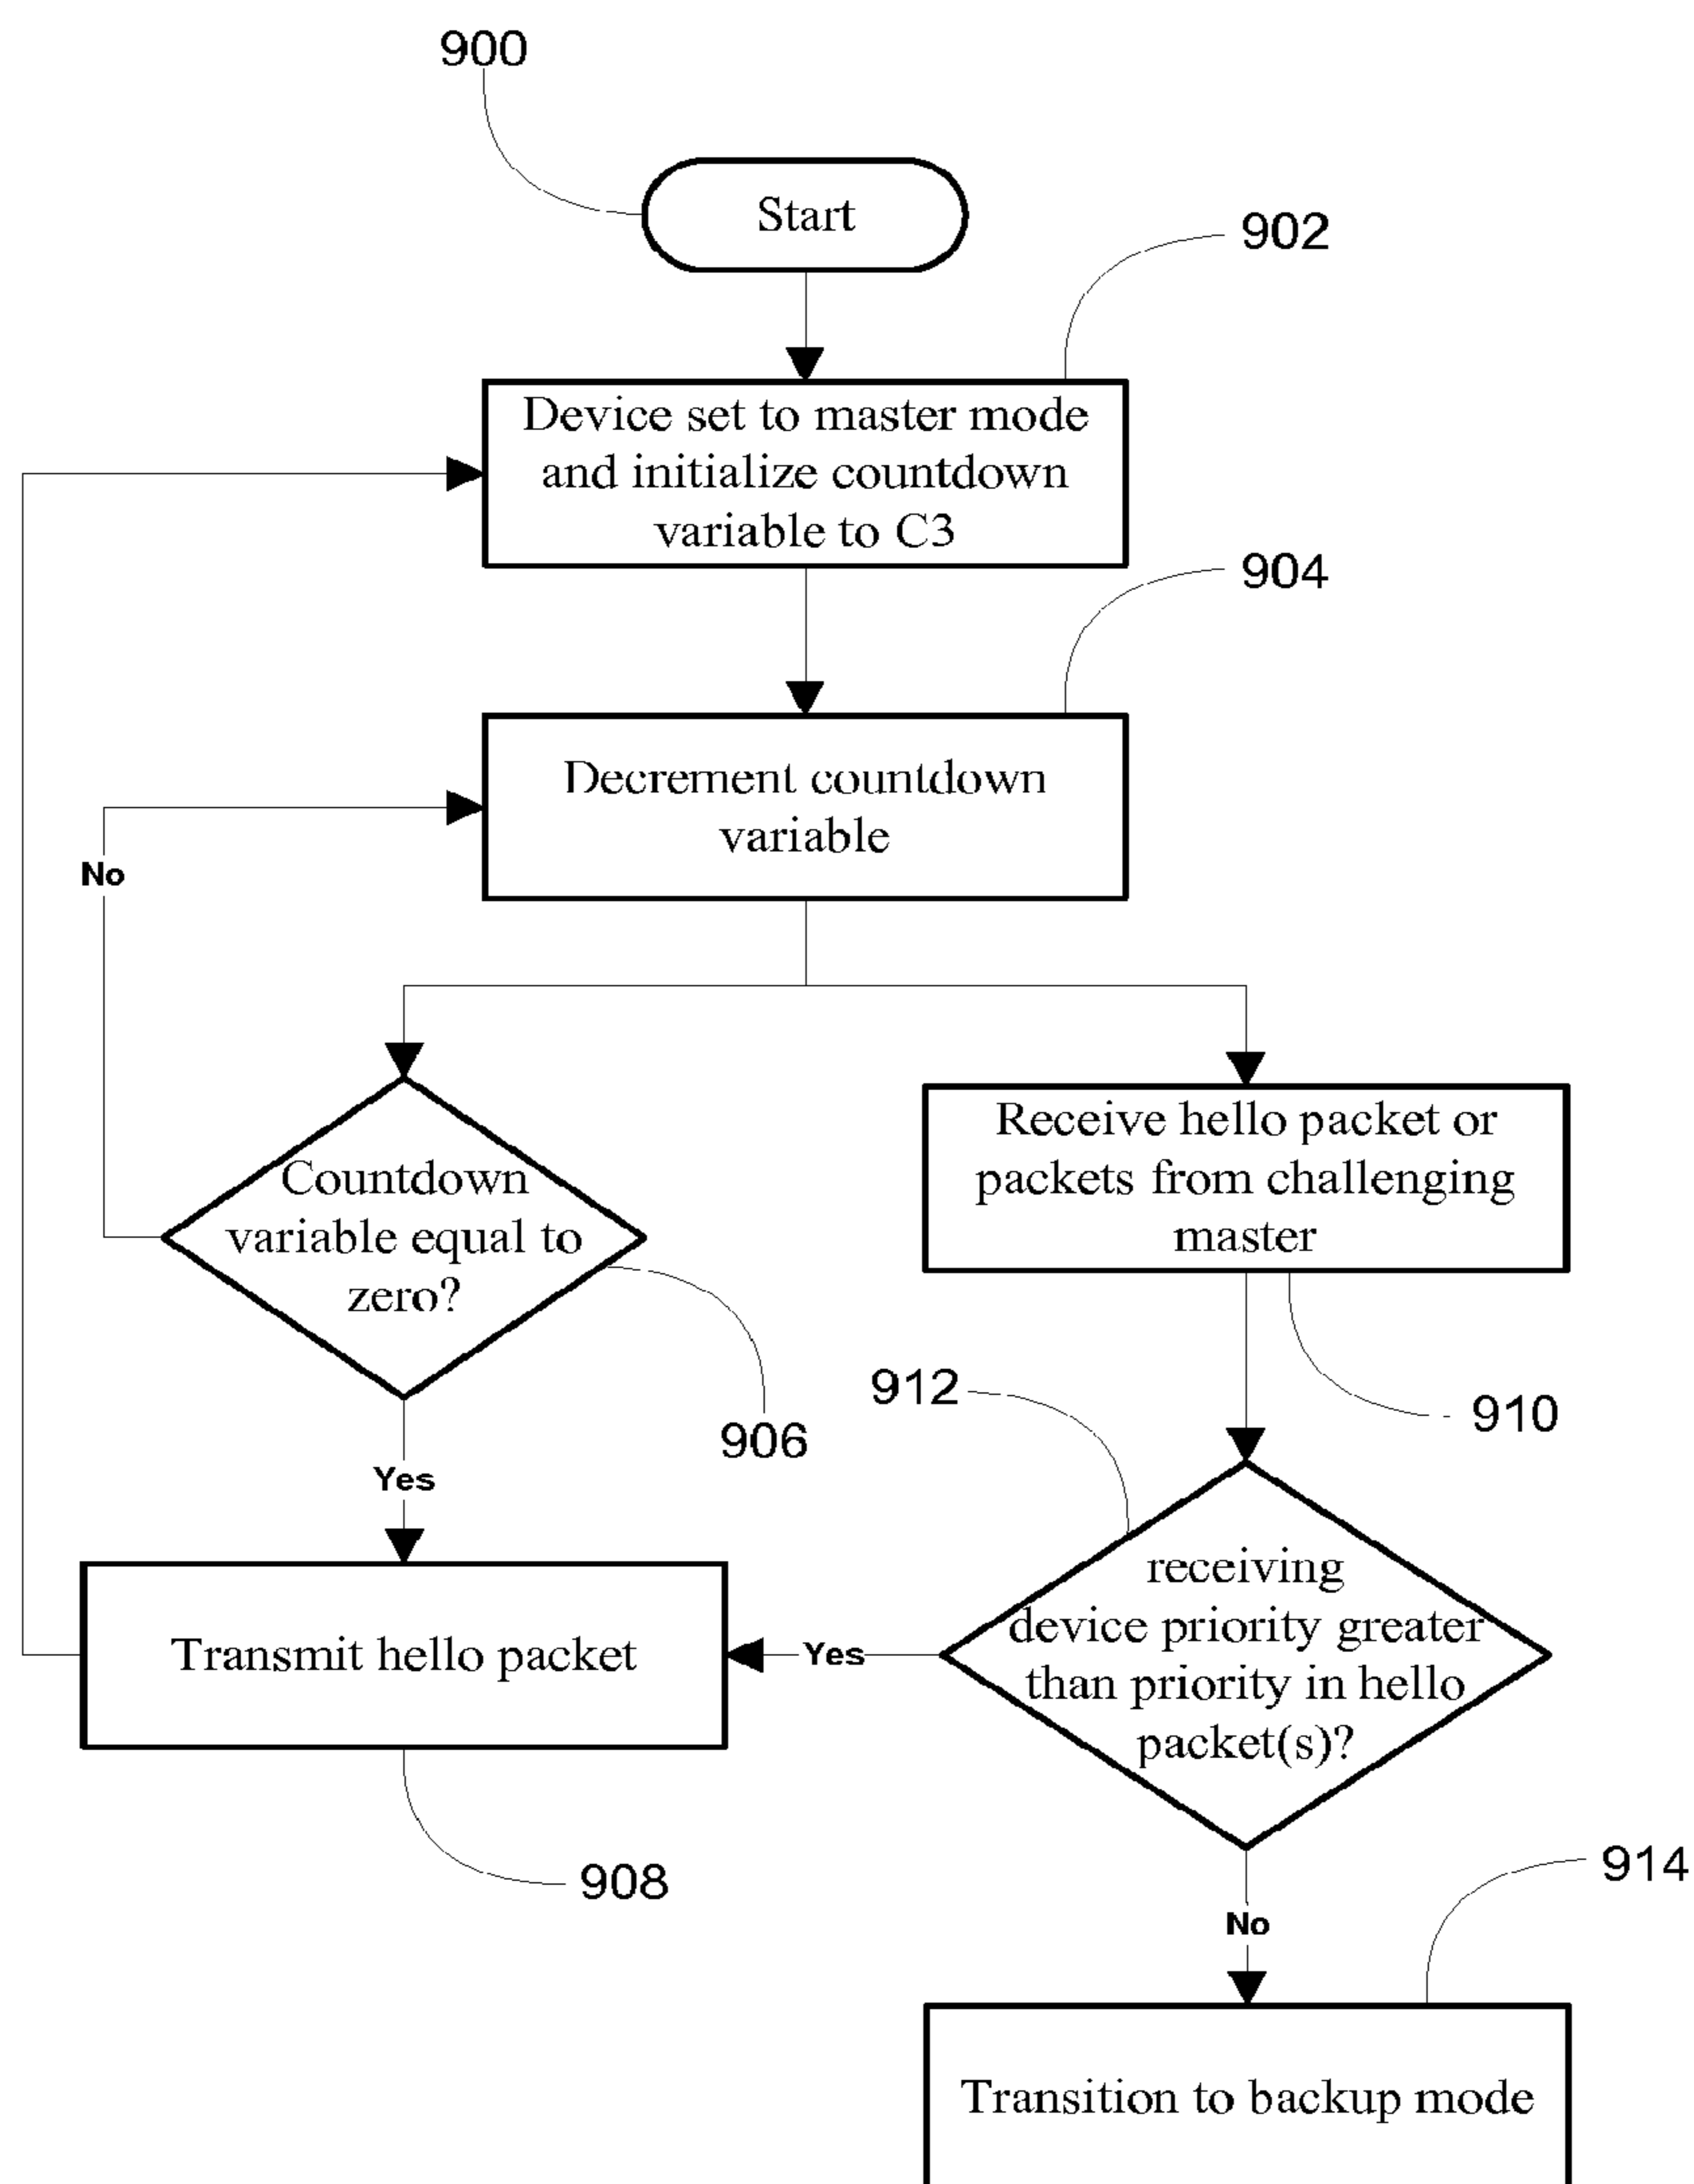 900
Start
902
Device set to master mode
and initialize countdown
variable to C3
904
Decrement countdown
variable
No
Countdown
variable equal to
zero?
906
Yes
Receive hello packet or
packets from challenging
master
910
912
receiving
device priority greater
than priority in hello
packet(s)?
Yes
Transmit hello packet
908
No
914
Transition to backup mode